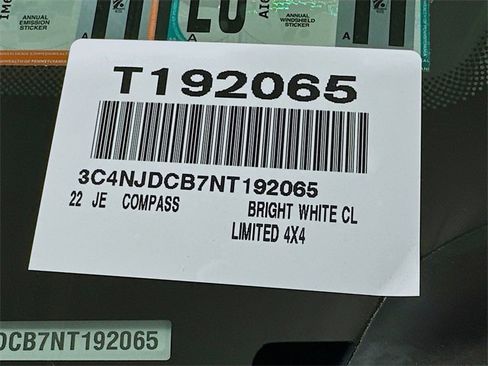 ANNUAL
EMISSION
STICKER
ANNUAL
WINDSHIELD
STICKER
T192065
3C4NJDCB7NT192065
22 JE COMPASS BRIGHT WHITE CL
LIMITED 4X4
DCB7NT192065